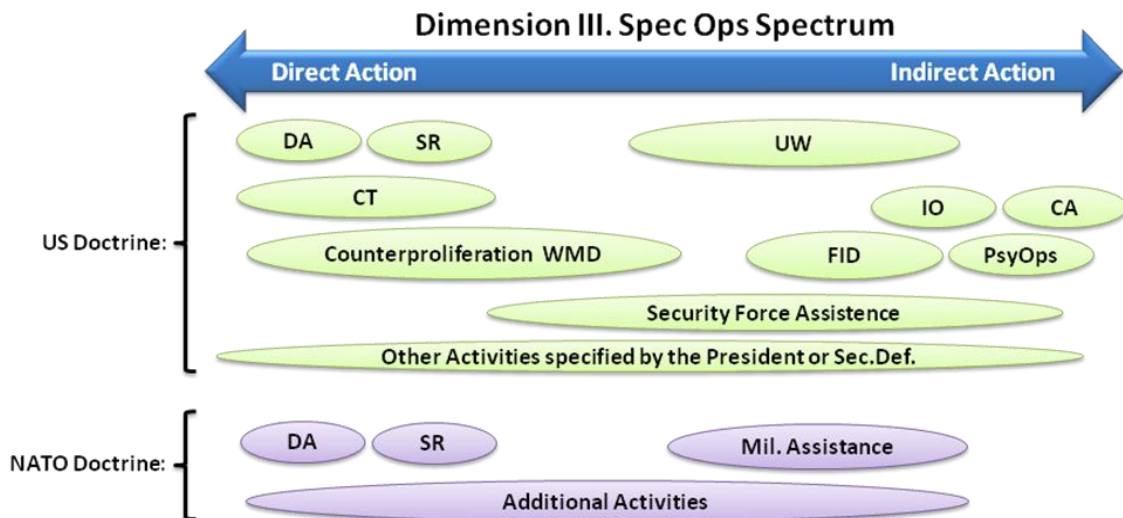 Dimension III. Spec Ops Spectrum
Direct Action
Indirect Action
US Doctrine:
DA
SR
UW
CT
IO
CA
Counterproliferation WMD
FID
PsyOps
Security Force Assistence
Other Activities specified by the President or Sec.Def.
NATO Doctrine:
DA
SR
Mil. Assistance
Additional Activities